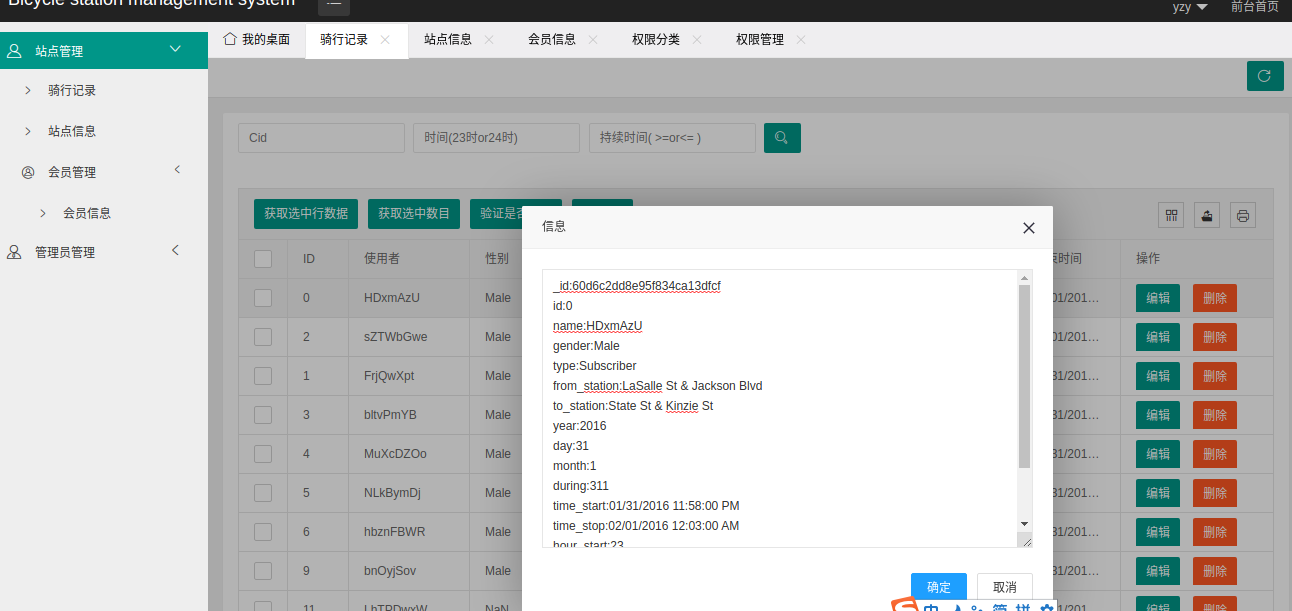 Bicycle station management system
yzy
前台首页
站点管理
骑行记录
站点信息
会员管理
会员信息
管理员管理
我的桌面
骑行记录
站点信息
会员信息
权限分类
权限管理
Cid
时间(23时or24时)
持续时间( >=or<= )
获取选中行数据
获取选中数目
验证是否
ID 使用者 性别 时间 操作
0 HDxmAzU Male 01/201… 编辑 删除
2 sZTWbGwe Male 01/201… 编辑 删除
1 FrjQwXpt Male 31/201… 编辑 删除
3 bltvPmYB Male 31/201… 编辑 删除
4 MuXcDZOo Male 31/201… 编辑 删除
5 NLkBymDj Male 31/201… 编辑 删除
6 hbznFBWR Male 31/201… 编辑 删除
9 bnOyjSov Male 31/201… 编辑 删除
11 LhTPDwxW NaN 1/201… 编辑 删除
信息
_id:60d6c2dd8e95f834ca13dfcf
id:0
name:HDxmAzU
gender:Male
type:Subscriber
from_station:LaSalle St & Jackson Blvd
to_station:State St & Kinzie St
year:2016
day:31
month:1
during:311
time_start:01/31/2016 11:58:00 PM
time_stop:02/01/2016 12:03:00 AM
hour_start:23
确定
取消
中
简 拼